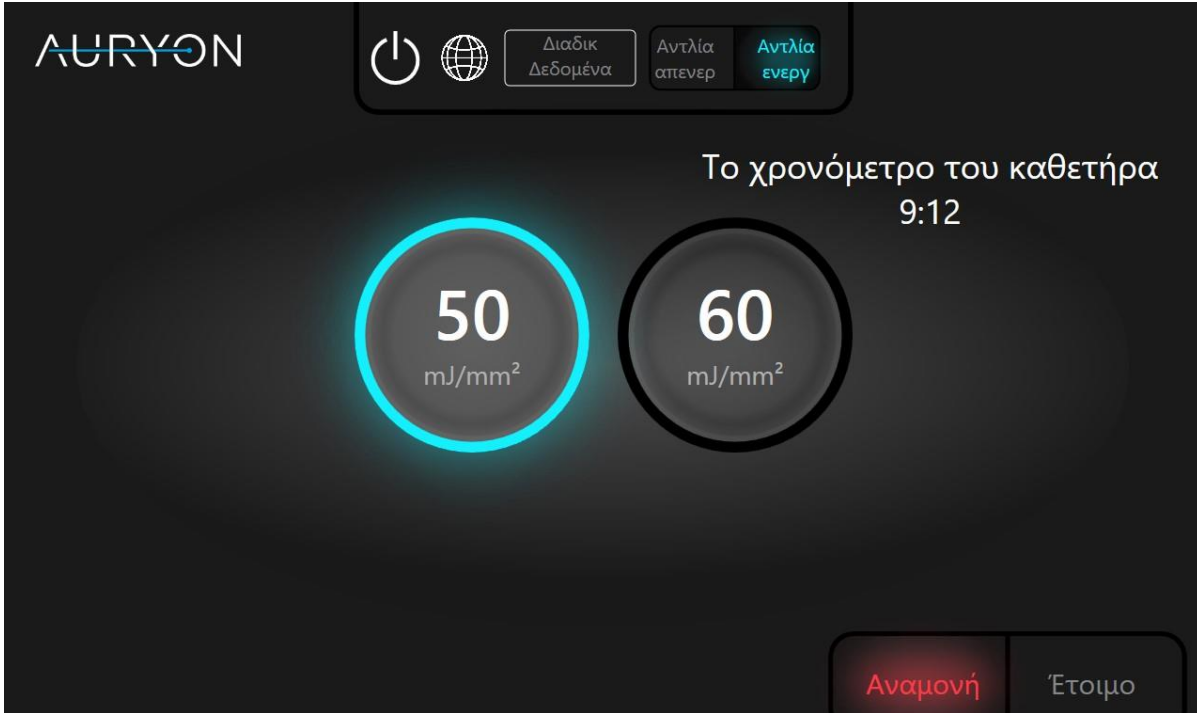 AURYON
Διαδικ
Δεδομένα
Αντλία
απενερ
Αντλία
ενεργ
Το χρονόμετρο του καθετήρα
9:12
50
mJ/mm²
60
mJ/mm²
Αναμονή
Έτοιμο